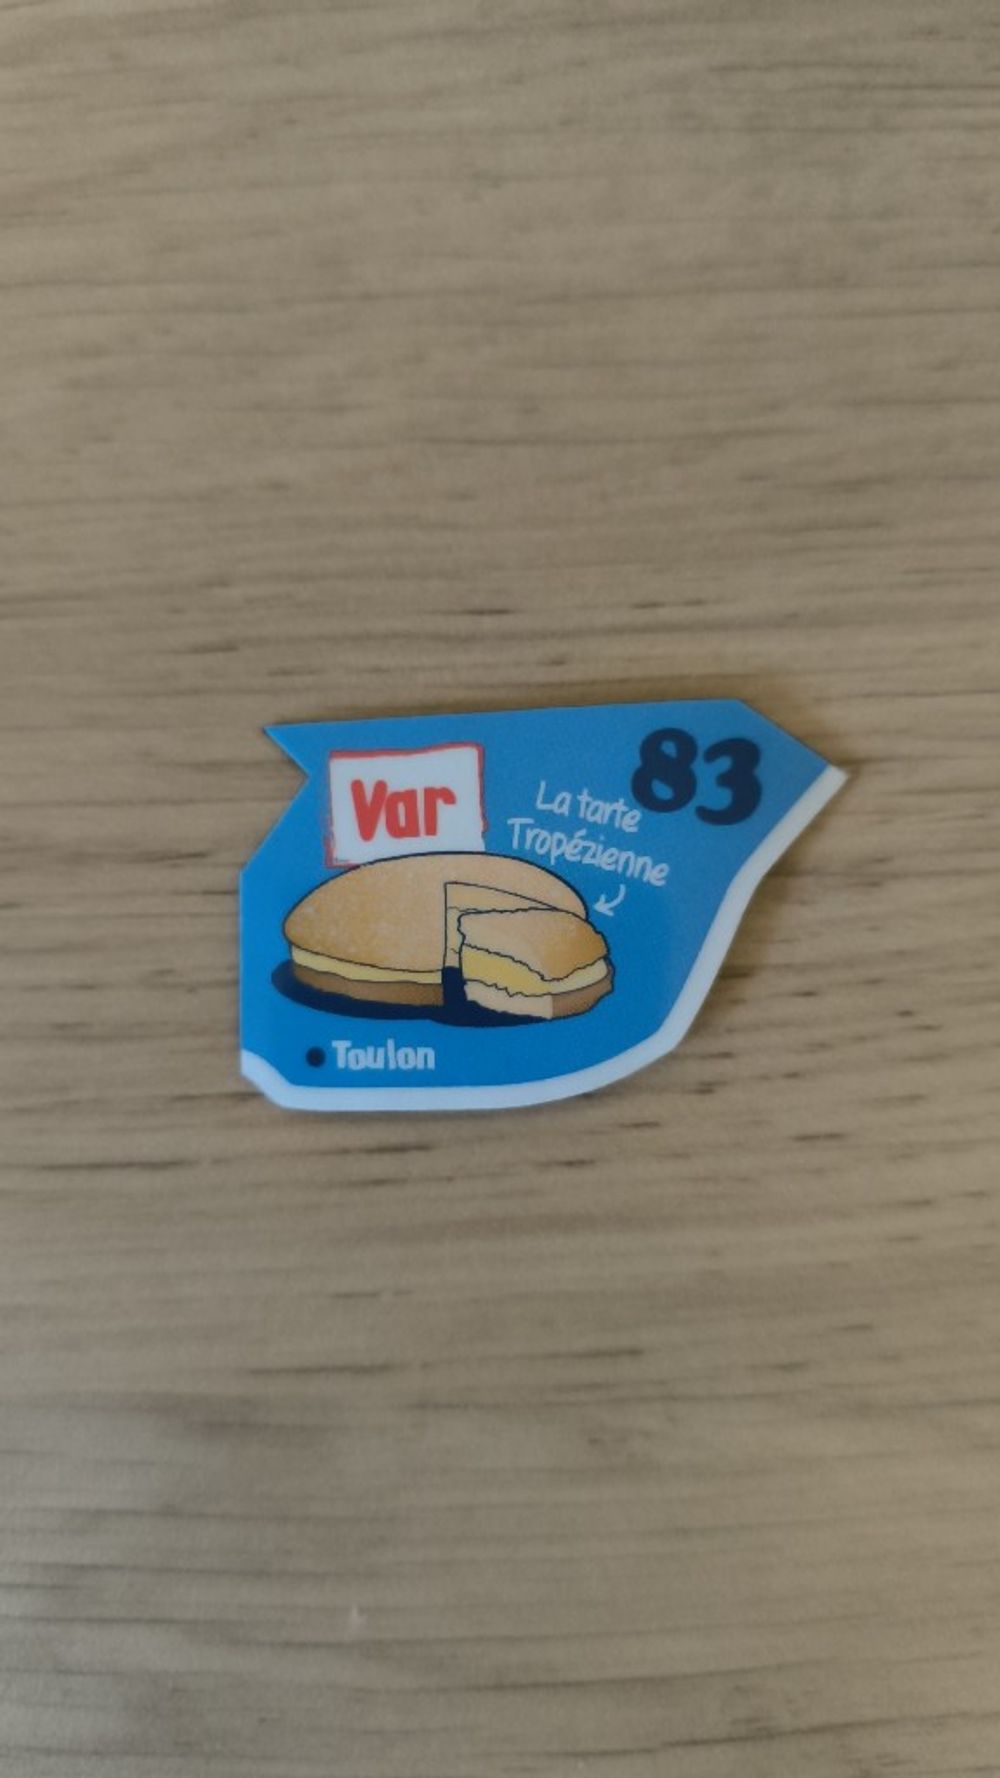 83
Var
La tarte
Tropézienne
Toulon